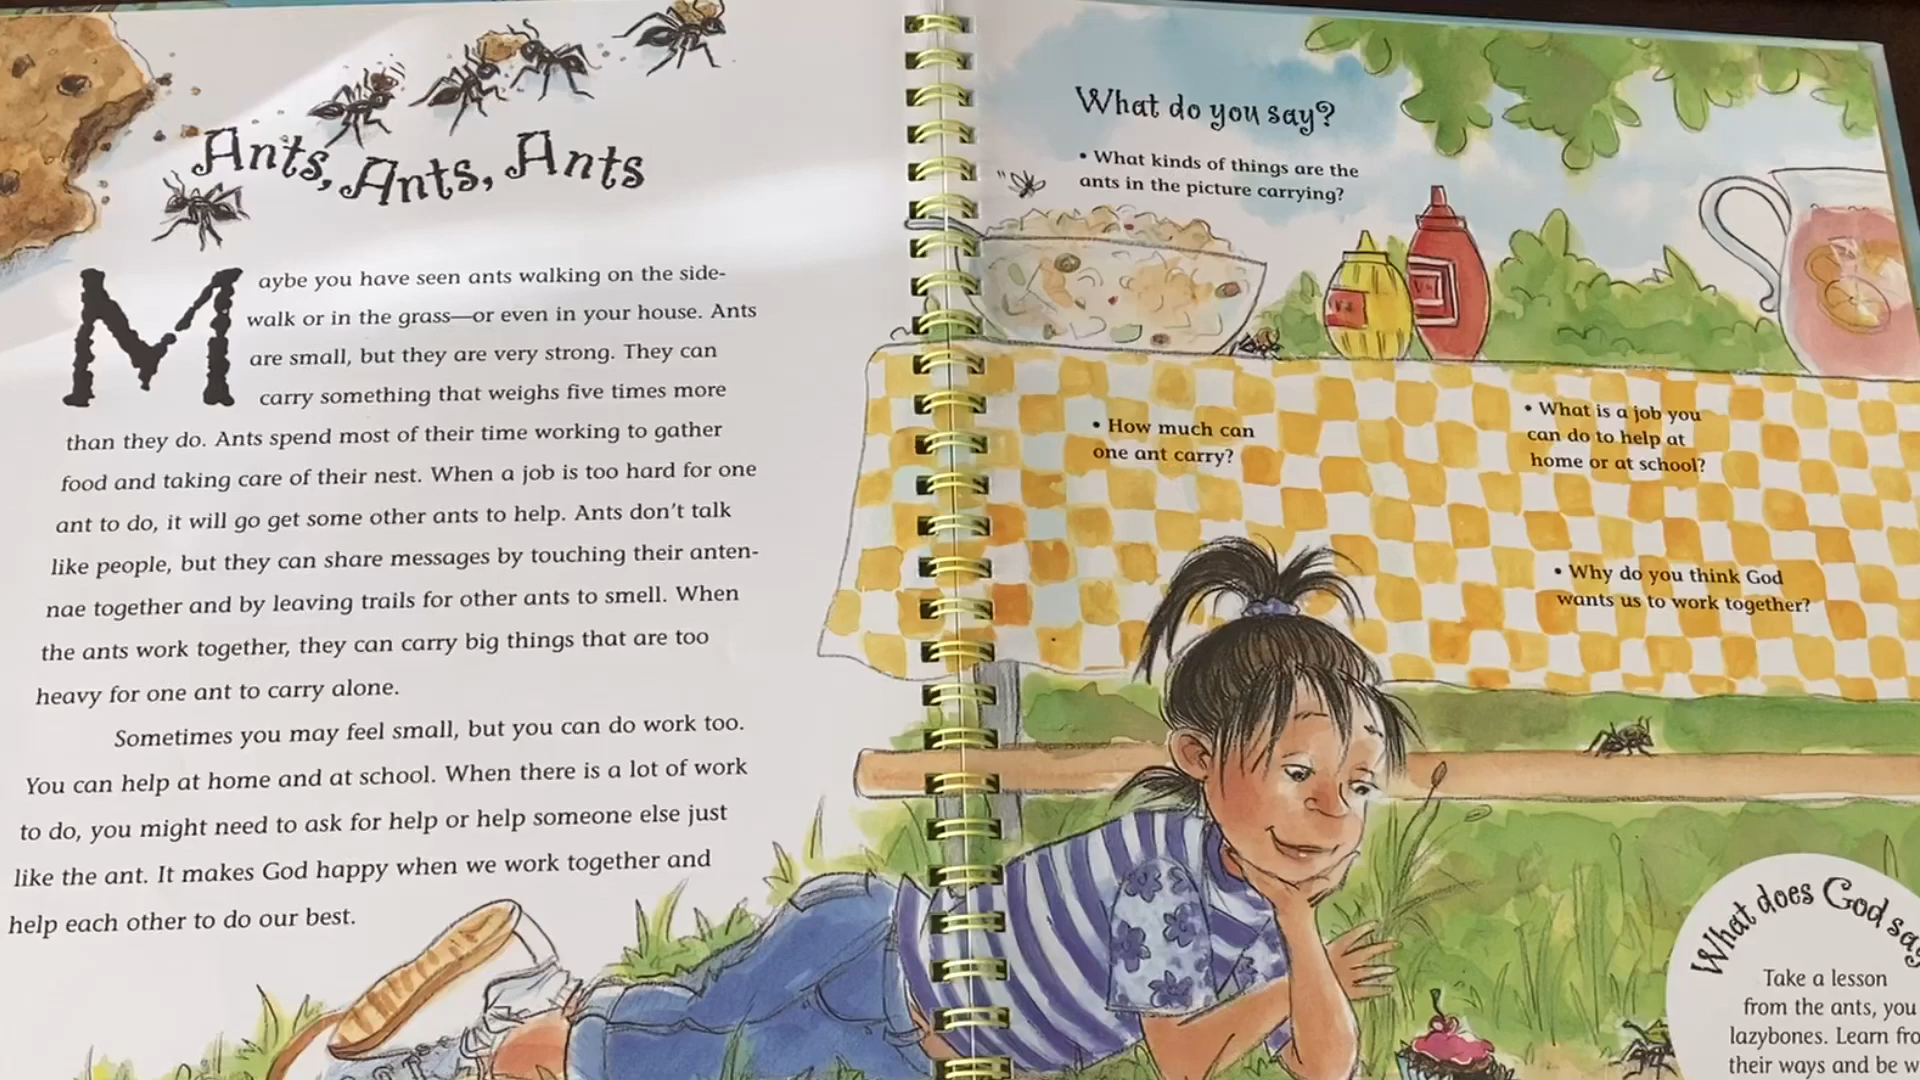 Ants, Ants, Ants
Maybe you have seen ants walking on the side-
walk or in the grass—or even in your house. Ants
are small, but they are very strong. They can
carry something that weighs five times more
than they do. Ants spend most of their time working to gather
food and taking care of their nest. When a job is too hard for one
ant to do, it will go get some other ants to help. Ants don't talk
like people, but they can share messages by touching their anten-
nae together and by leaving trails for other ants to smell. When
the ants work together, they can carry big things that are too
heavy for one ant to carry alone.
Sometimes you may feel small, but you can do work too.
You can help at home and at school. When there is a lot of work
to do, you might need to ask for help or help someone else just
like the ant. It makes God happy when we work together and
help each other to do our best.
What do you say?
• What kinds of things are the
ants in the picture carrying?
• How much can
one ant carry?
• What is a job you
can do to help at
home or at school?
• Why do you think God
wants us to work together?
What does God
Take a lesson
from the ants, you
lazybones. Learn
their ways and be